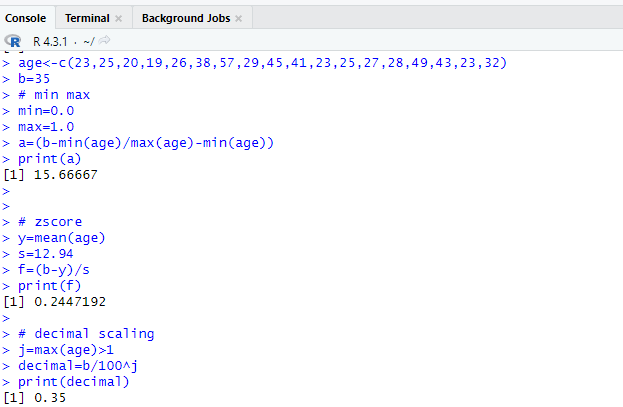 Console Terminal × Background Jobs ×
R 4.3.1 · ~/
> age<-c(23,25,20,19,26,38,57,29,45,41,23,25,27,28,49,43,23,32)
> b=35
> # min max
> min=0.0
> max=1.0
> a=(b-min(age)/max(age)-min(age))
> print(a)
[1] 15.66667
>
>
> # zscore
> y=mean(age)
> s=12.94
> f=(b-y)/s
> print(f)
[1] 0.2447192
>
> # decimal scaling
> j=max(age)>1
> decimal=b/100^j
> print(decimal)
[1] 0.35